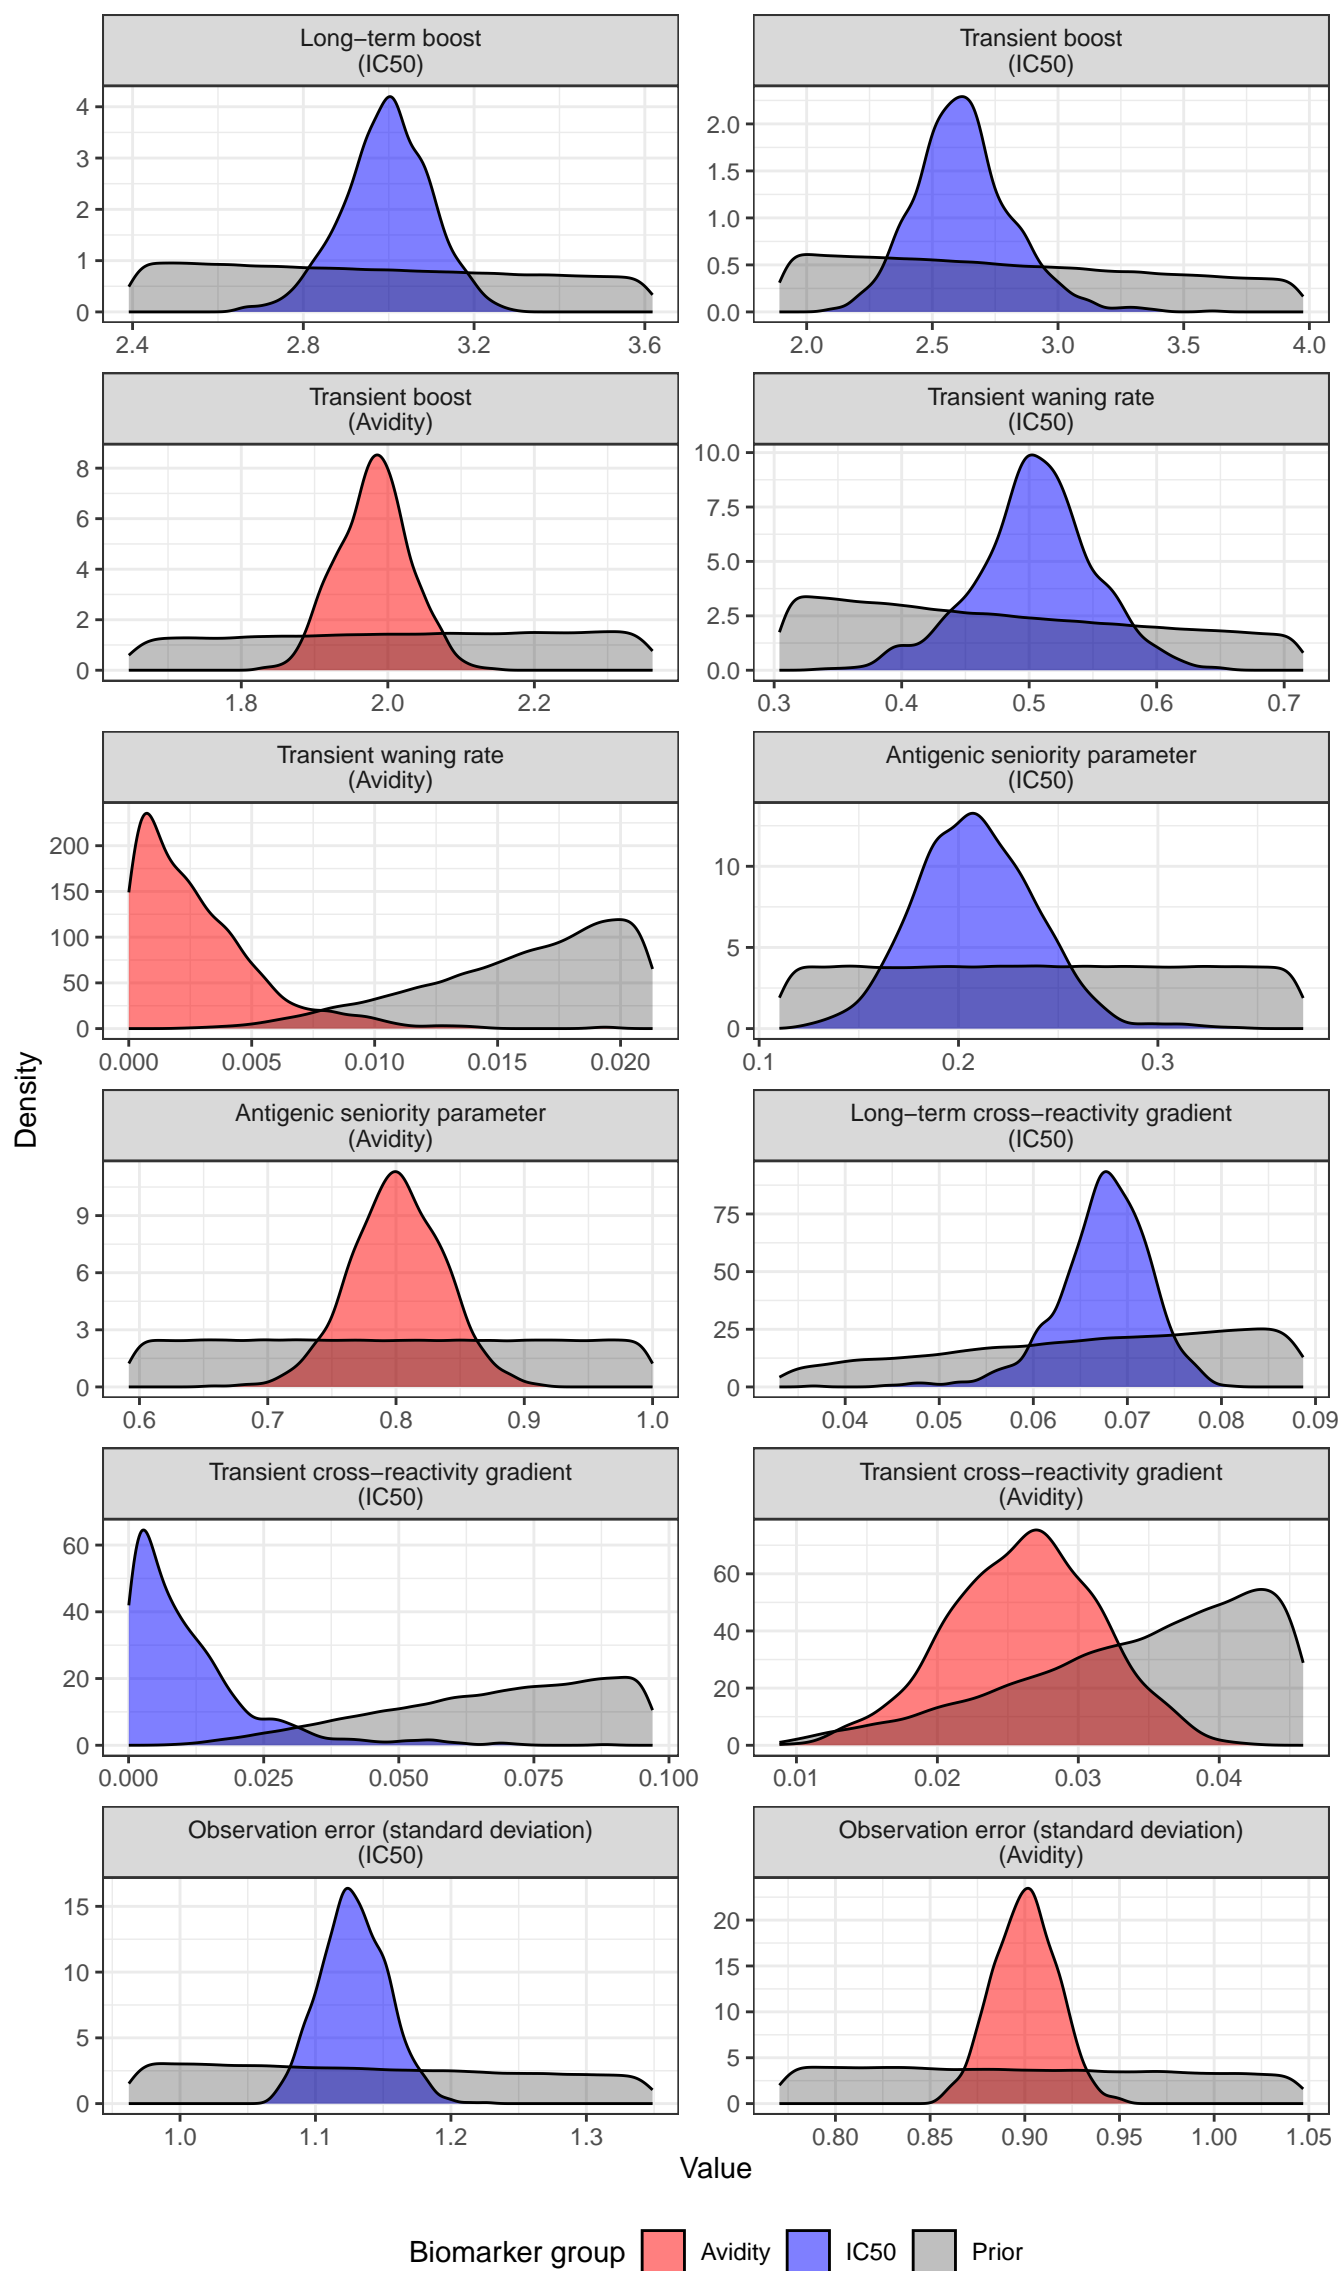 Long−term boost
(IC50)
Transient boost
(IC50)
4
3
2
1
0
2.4 2.8 3.2 3.6
2.0
1.5
1.0
0.5
0.0
2.0 2.5 3.0 3.5 4.0
Transient boost
(Avidity)
Transient waning rate
(IC50)
8
6
4
2
0
1.8 2.0 2.2
10.0
7.5
5.0
2.5
0.0
0.3 0.4 0.5 0.6 0.7
Transient waning rate
(Avidity)
Antigenic seniority parameter
(IC50)
200
150
100
50
0
0.000 0.005 0.010 0.015 0.020
10
5
0
0.1 0.2 0.3
Density
Antigenic seniority parameter
(Avidity)
Long−term cross−reactivity gradient
(IC50)
9
6
3
0
0.6 0.7 0.8 0.9 1.0
75
50
25
0
0.04 0.05 0.06 0.07 0.08 0.09
Transient cross−reactivity gradient
(IC50)
Transient cross−reactivity gradient
(Avidity)
60
40
20
0
0.000 0.025 0.050 0.075 0.100
60
40
20
0
0.01 0.02 0.03 0.04
Observation error (standard deviation)
(IC50)
Observation error (standard deviation)
(Avidity)
15
10
5
0
1.0 1.1 1.2 1.3
20
15
10
5
0
0.80 0.85 0.90 0.95 1.00 1.05
Value
Biomarker group Avidity IC50 Prior